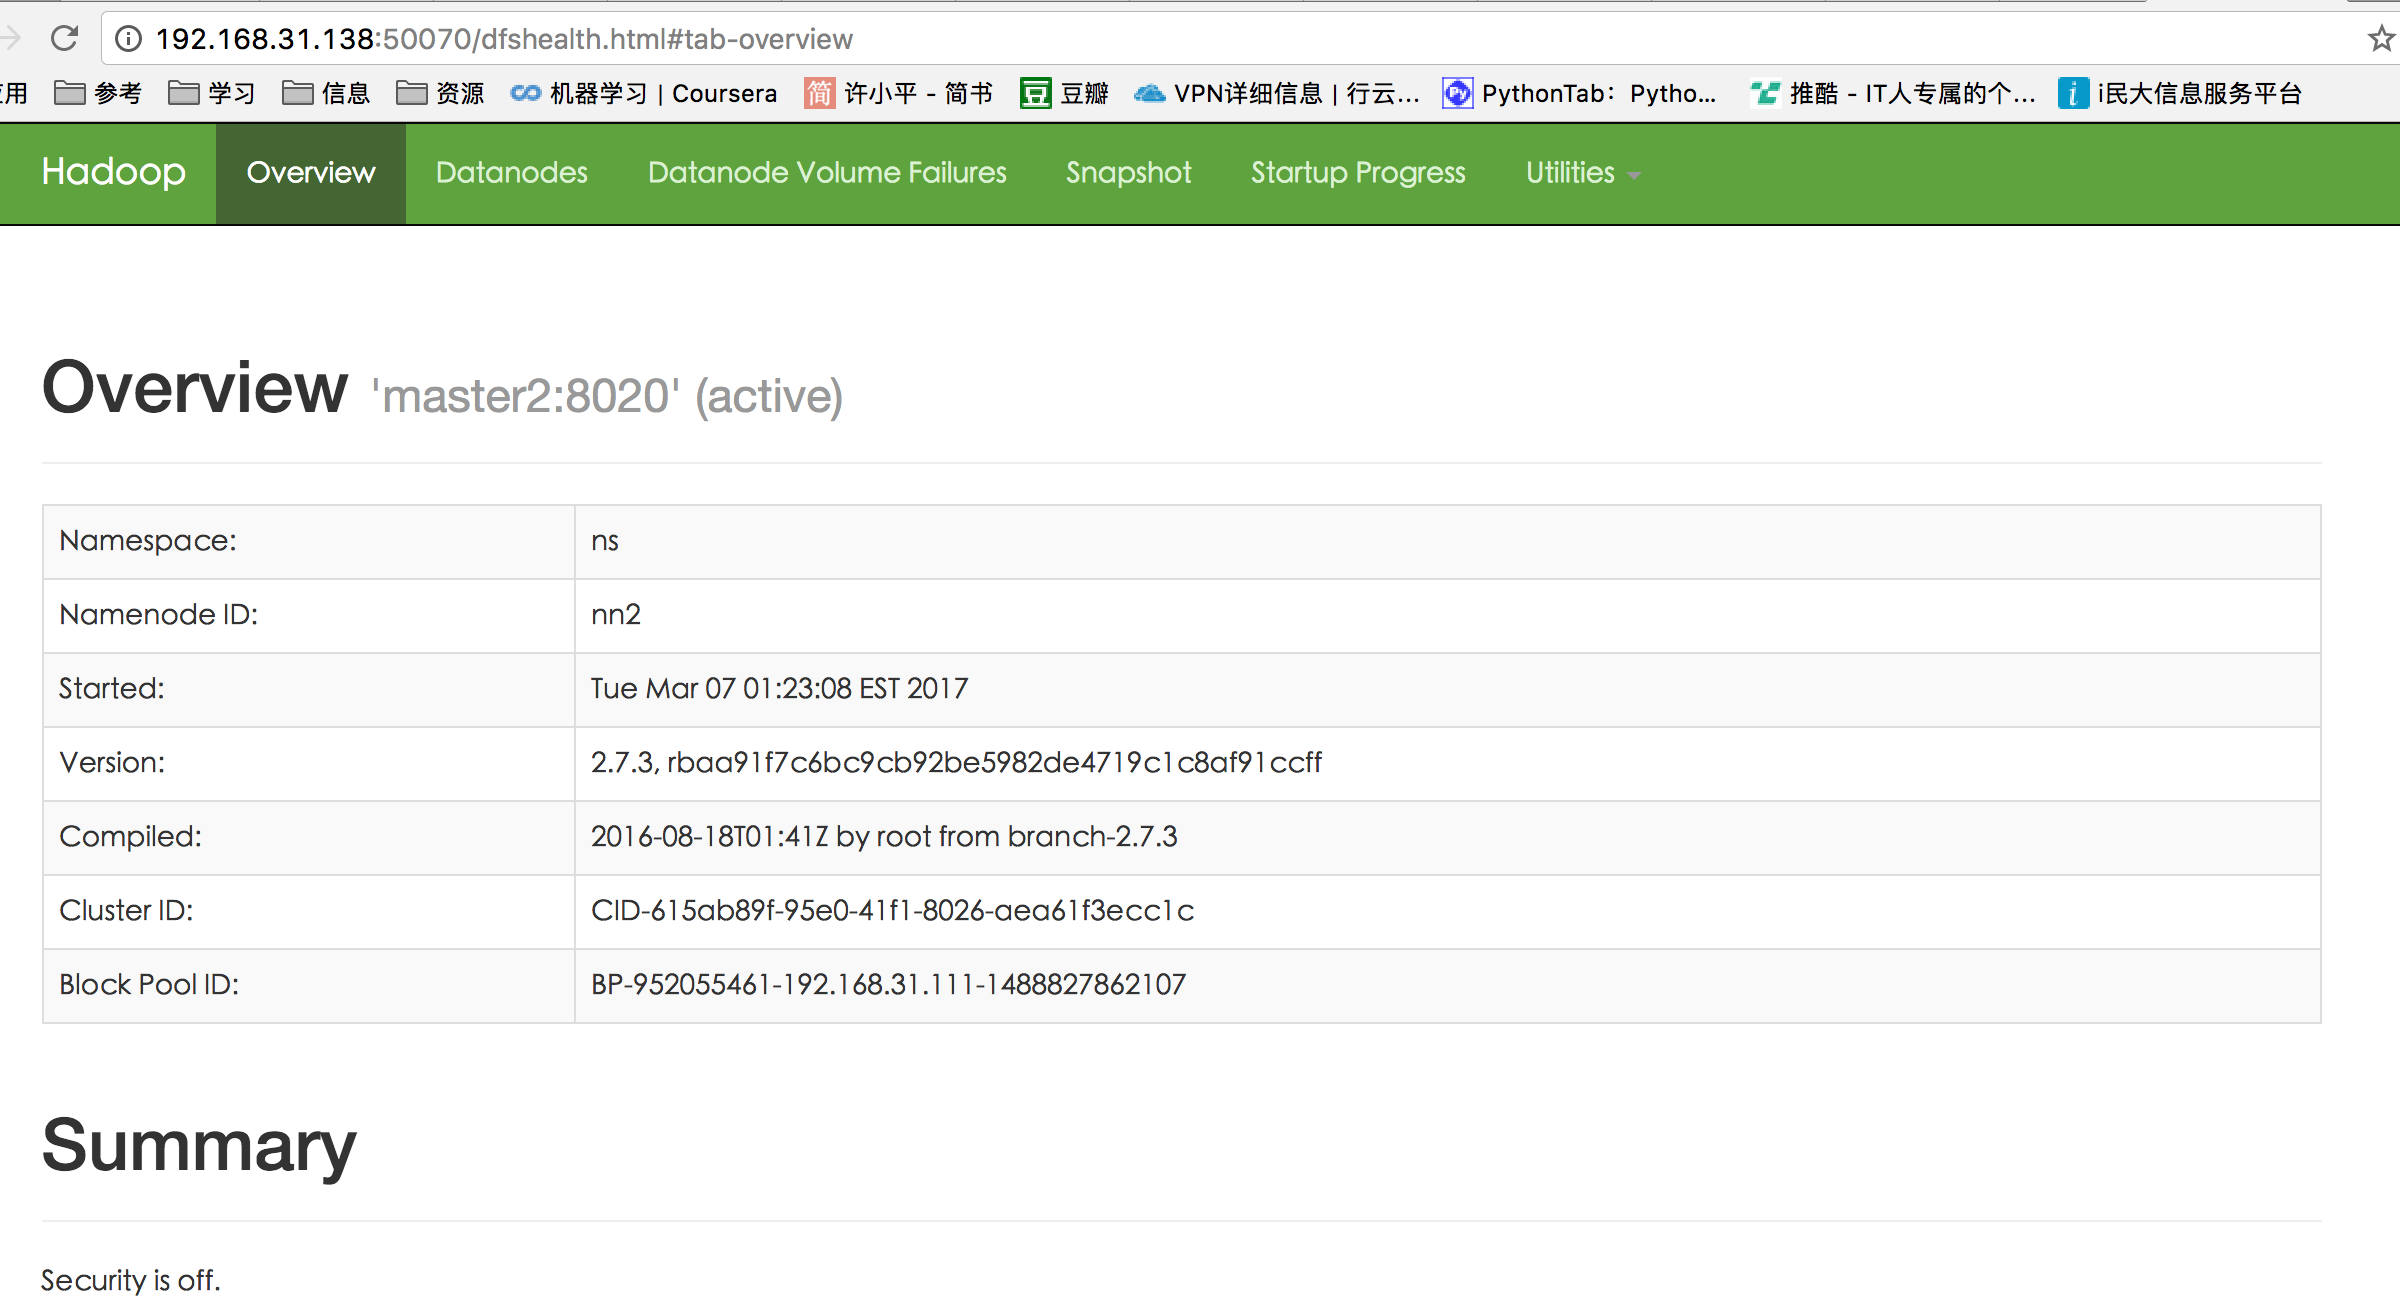 192.168.31.138:50070/dfshealth.html#tab-overview
用 参考 学习 信息 资源 机器学习 | Coursera 简 许小平 - 简书 豆 豆瓣 VPN详细信息 | 行云... Py PythonTab：Pytho... 推酷 - IT人专属的个... i i民大信息服务平台
Hadoop Overview Datanodes Datanode Volume Failures Snapshot Startup Progress Utilities
Overview 'master2:8020' (active)
Namespace: ns
Namenode ID: nn2
Started: Tue Mar 07 01:23:08 EST 2017
Version: 2.7.3, rbaa91f7c6bc9cb92be5982de4719c1c8af91ccff
Compiled: 2016-08-18T01:41Z by root from branch-2.7.3
Cluster ID: CID-615ab89f-95e0-41f1-8026-aea61f3ecc1c
Block Pool ID: BP-952055461-192.168.31.111-1488827862107
Summary
Security is off.